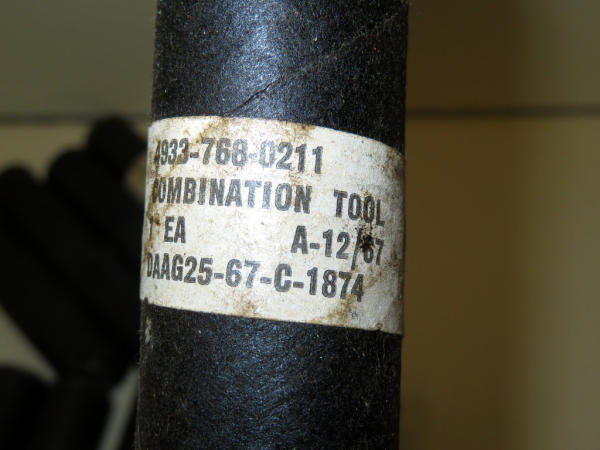 4933-768-0211
COMBINATION TOOL
1 EA A-12/67
DAAG25-67-C-1874